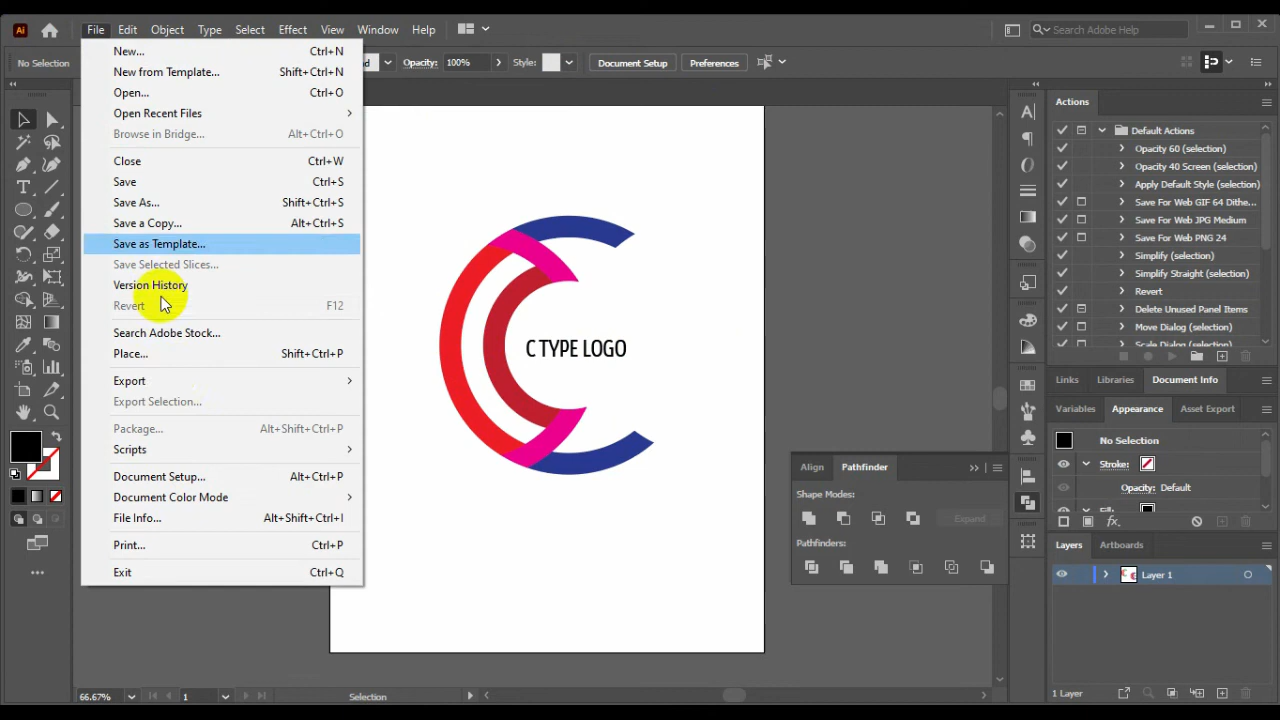 Ai File Edit Object Type Select Effect View Window Help Search Adobe Help
No Selection Opacity: 100% Style: Document Setup Preferences
New... Ctrl+N
New from Template... Shift+Ctrl+N
Open... Ctrl+O
Open Recent Files
Browse in Bridge... Alt+Ctrl+O
Close Ctrl+W
Save Ctrl+S
Save As... Shift+Ctrl+S
Save a Copy... Alt+Ctrl+S
Save as Template...
Save Selected Slices...
Version History
Revert F12
Search Adobe Stock...
Place... Shift+Ctrl+P
Export
Export Selection...
Package... Alt+Shift+Ctrl+P
Scripts
Document Setup... Alt+Ctrl+P
Document Color Mode
File Info... Alt+Shift+Ctrl+I
Print... Ctrl+P
Exit Ctrl+Q
C TYPE LOGO
Align Pathfinder
Shape Modes:
Expand
Pathfinders:
Actions
Default Actions
Opacity 60 (selection)
Opacity 40 Screen (selection)
Apply Default Style (selection)
Save For Web GIF 64 Dithe...
Save For Web JPG Medium
Save For Web PNG 24
Simplify (selection)
Simplify Straight (selection)
Revert
Delete Unused Panel Items
Move Dialog (selection)
Scale Dialog (selection)
Links Libraries Document Info
Variables Appearance Asset Export
No Selection
Stroke:
Opacity: Default
Layers Artboards
Layer 1
1 Layer
66.67% 1 Selection